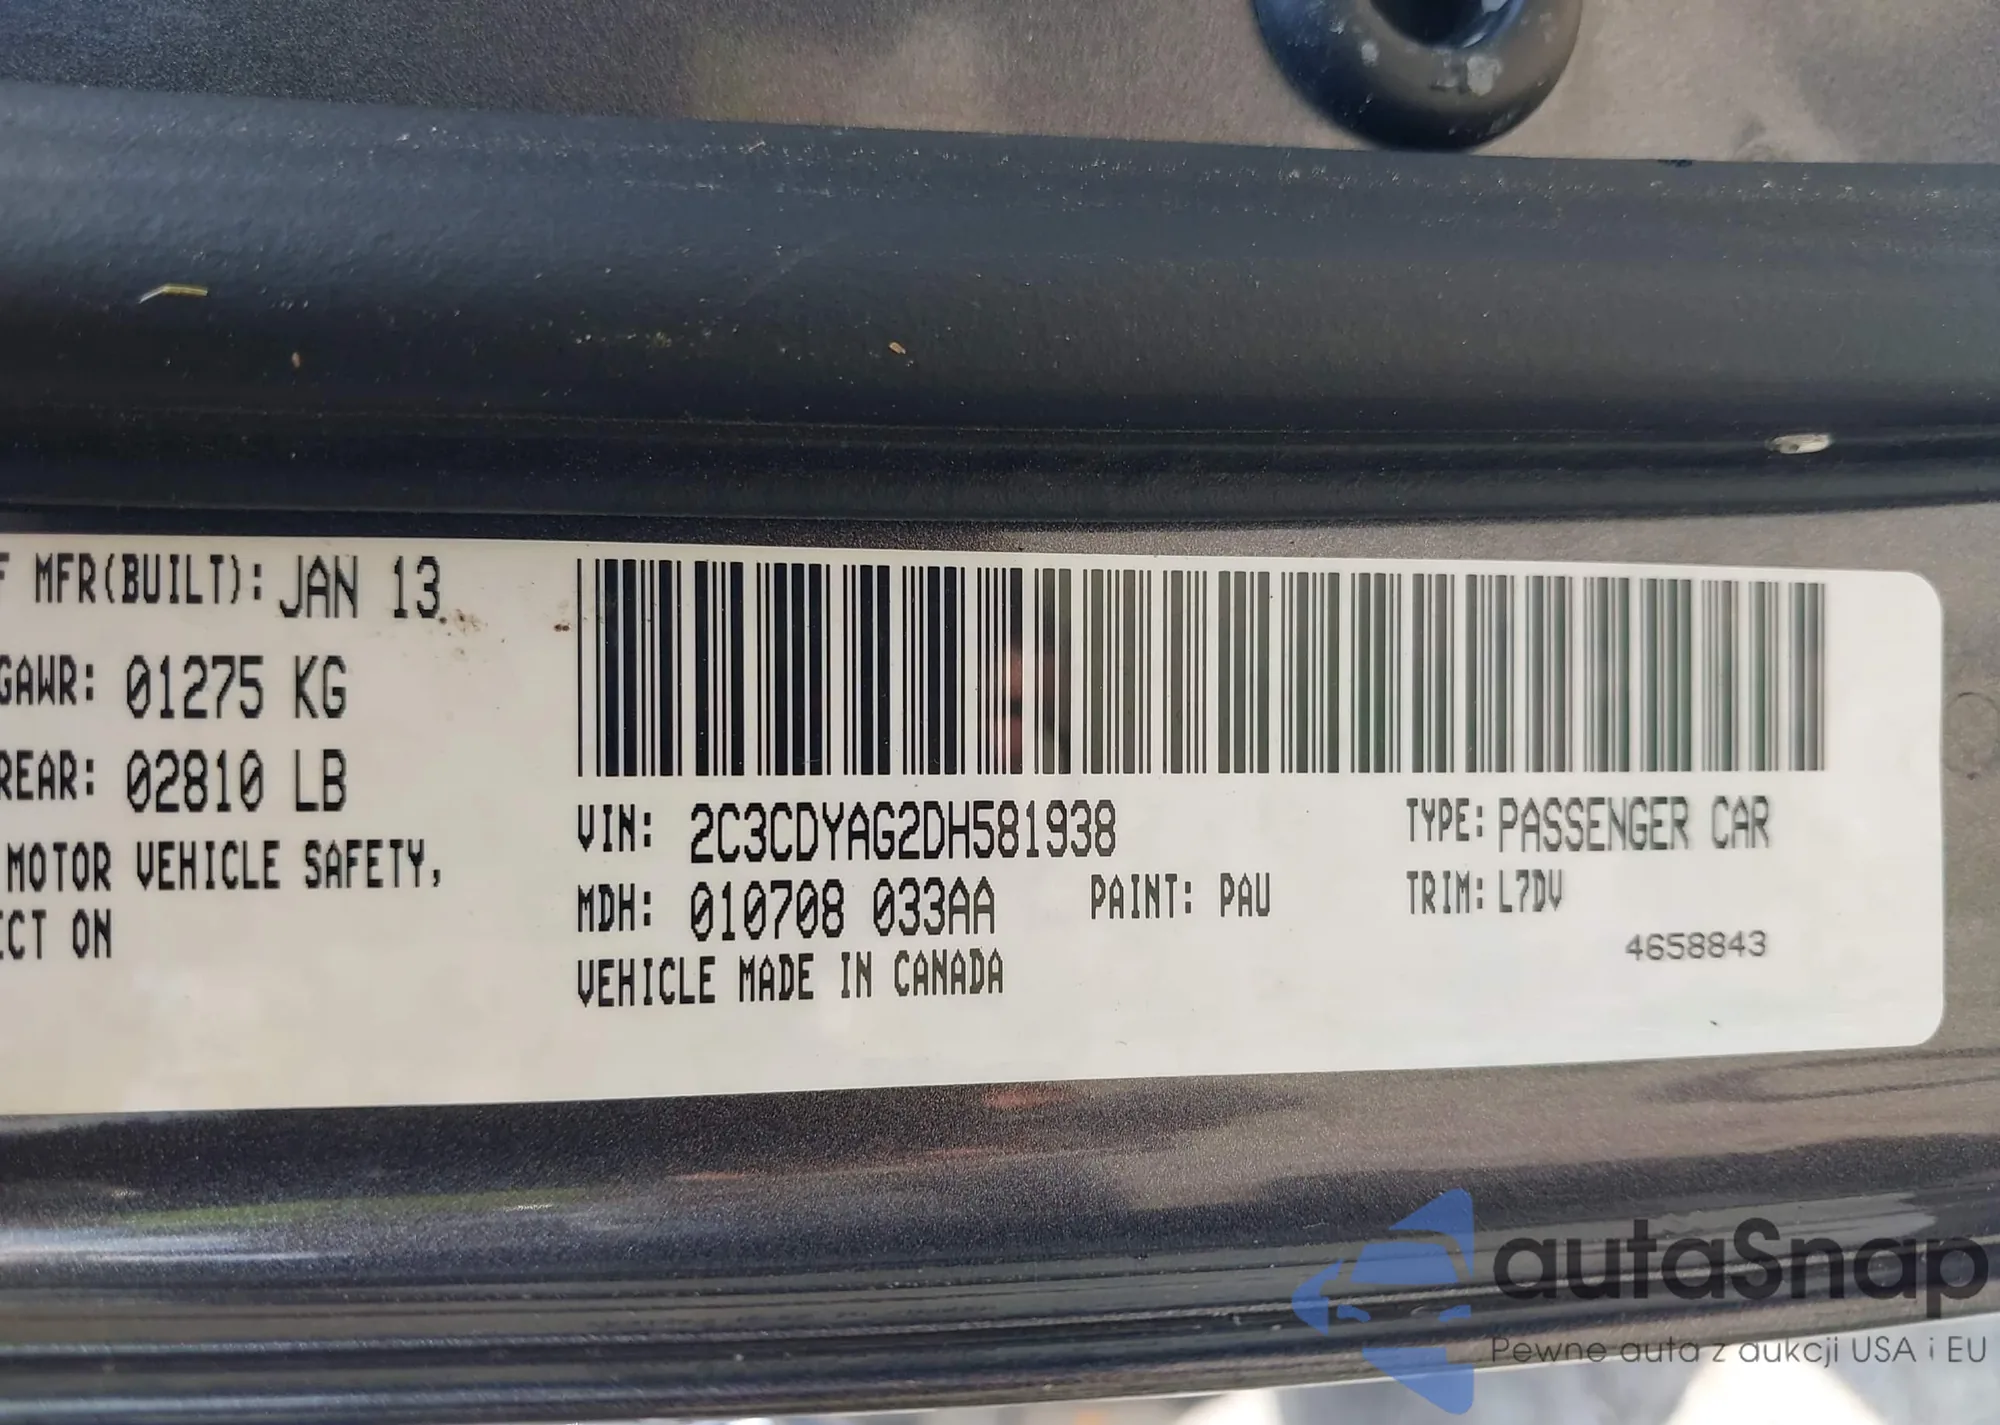 F MFR(BUILT): JAN 13
GAWR: 01275 KG
REAR: 02810 LB
MOTOR VEHICLE SAFETY,
ECT ON
VIN: 2C3CDYAG2DH581938
TYPE: PASSENGER CAR
MDH: 010708 033AA PAINT: PAU
TRIM: L7DV
VEHICLE MADE IN CANADA
4658843
autaSnap
Pewne auta z aukcji USA i EU